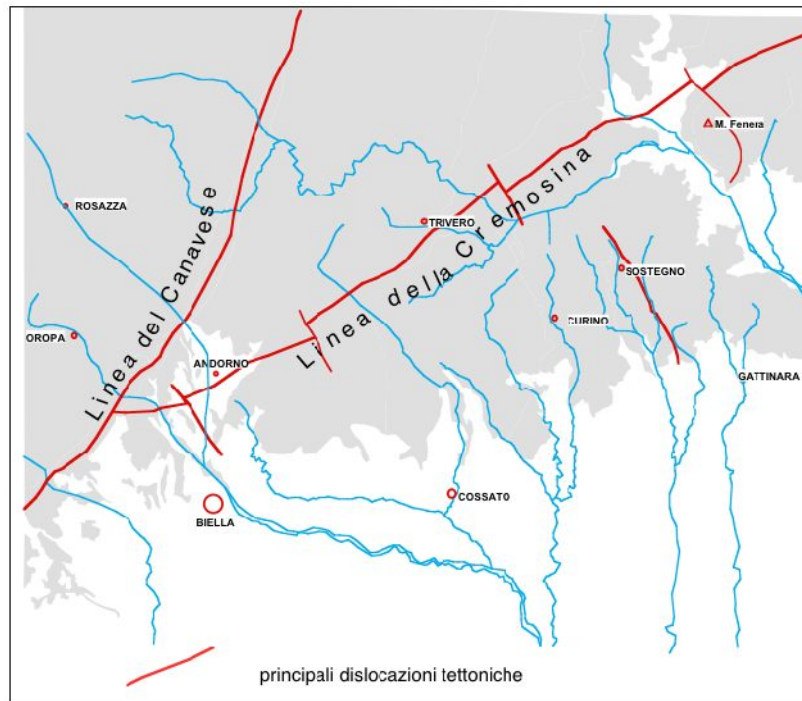 M. Fenera
ROSAZZA
TRIVERO
Linea del Canavese
Linea della Cremosina
SOSTEGNO
OROPA
CURINO
ANDORNO
GATTINARA
COSSATO
BIELLA
principali dislocazioni tettoniche